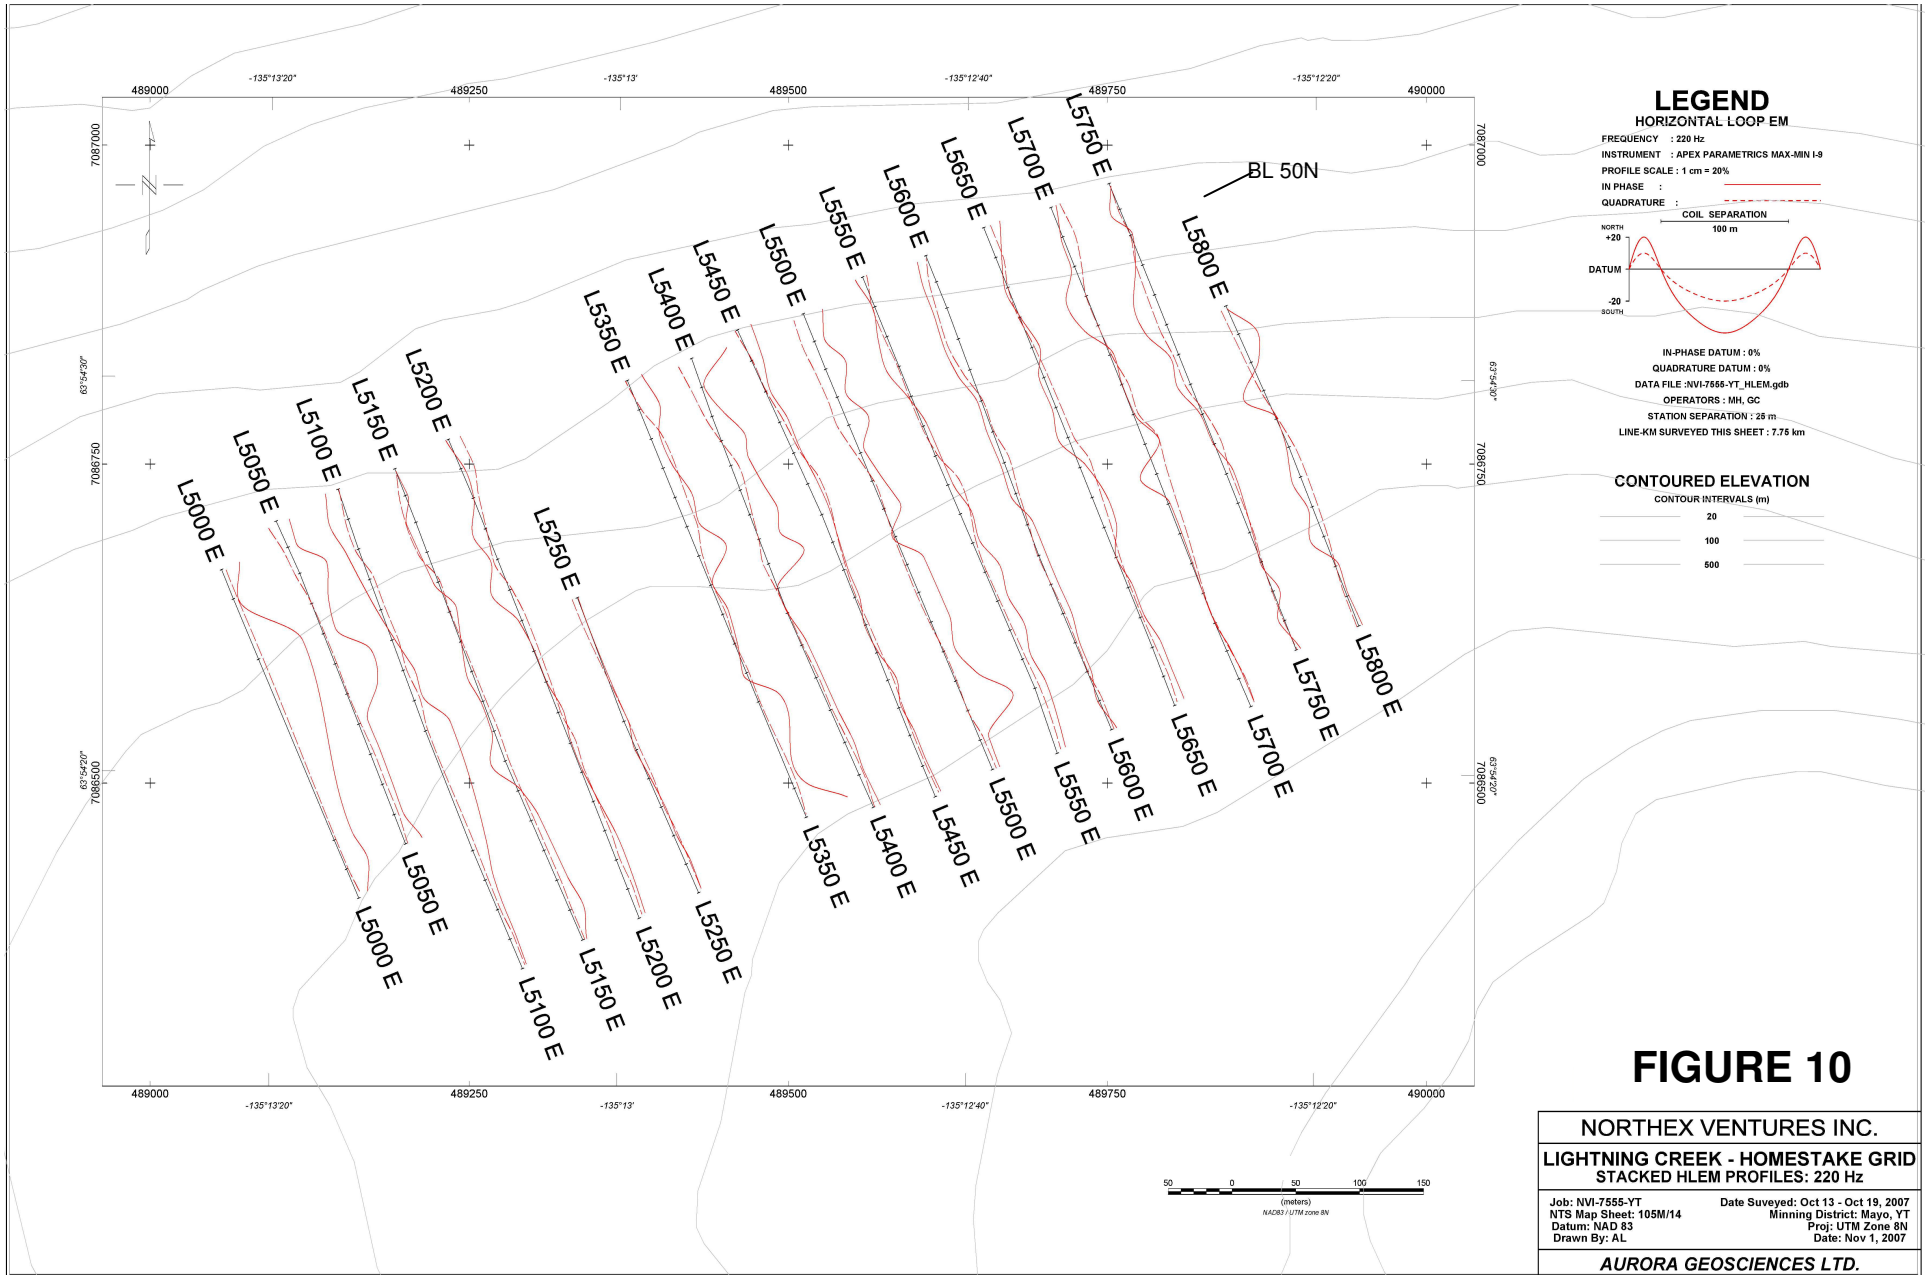 -135°13'20"
-135°13'
-135°12'40"
-135°12'20"
489000
489250
489500
489750
490000
7087000
7087000
63°54'30"
63°54'30"
7086750
7086750
63°54'20"
63°54'20"
7086500
7086500
BL 50N
L5000 E
L5050 E
L5100 E
L5150 E
L5200 E
L5250 E
L5350 E
L5400 E
L5450 E
L5500 E
L5550 E
L5600 E
L5650 E
L5700 E
L5750 E
L5800 E
L5000 E
L5050 E
L5100 E
L5150 E
L5200 E
L5250 E
L5350 E
L5400 E
L5450 E
L5500 E
L5550 E
L5600 E
L5650 E
L5700 E
L5750 E
L5800 E
489000
489250
489500
489750
490000
-135°13'20"
-135°13'
-135°12'40"
-135°12'20"
50 0 50 100 150
(meters)
NAD83 / UTM zone 8N
LEGEND
HORIZONTAL LOOP EM
FREQUENCY : 220 Hz
INSTRUMENT : APEX PARAMETRICS MAX-MIN I-9
PROFILE SCALE : 1 cm = 20%
IN PHASE :
QUADRATURE :
COIL SEPARATION
100 m
NORTH
+20
DATUM
-20
SOUTH
IN-PHASE DATUM : 0%
QUADRATURE DATUM : 0%
DATA FILE :NVI-7555-YT_HLEM.gdb
OPERATORS : MH, GC
STATION SEPARATION : 25 m
LINE-KM SURVEYED THIS SHEET : 7.75 km
CONTOURED ELEVATION
CONTOUR INTERVALS (m)
20
100
500
FIGURE 10
NORTHEX VENTURES INC.
LIGHTNING CREEK - HOMESTAKE GRID
STACKED HLEM PROFILES: 220 Hz
Job: NVI-7555-YT Date Suveyed: Oct 13 - Oct 19, 2007
NTS Map Sheet: 105M/14 Minning District: Mayo, YT
Datum: NAD 83 Proj: UTM Zone 8N
Drawn By: AL Date: Nov 1, 2007
AURORA GEOSCIENCES LTD.